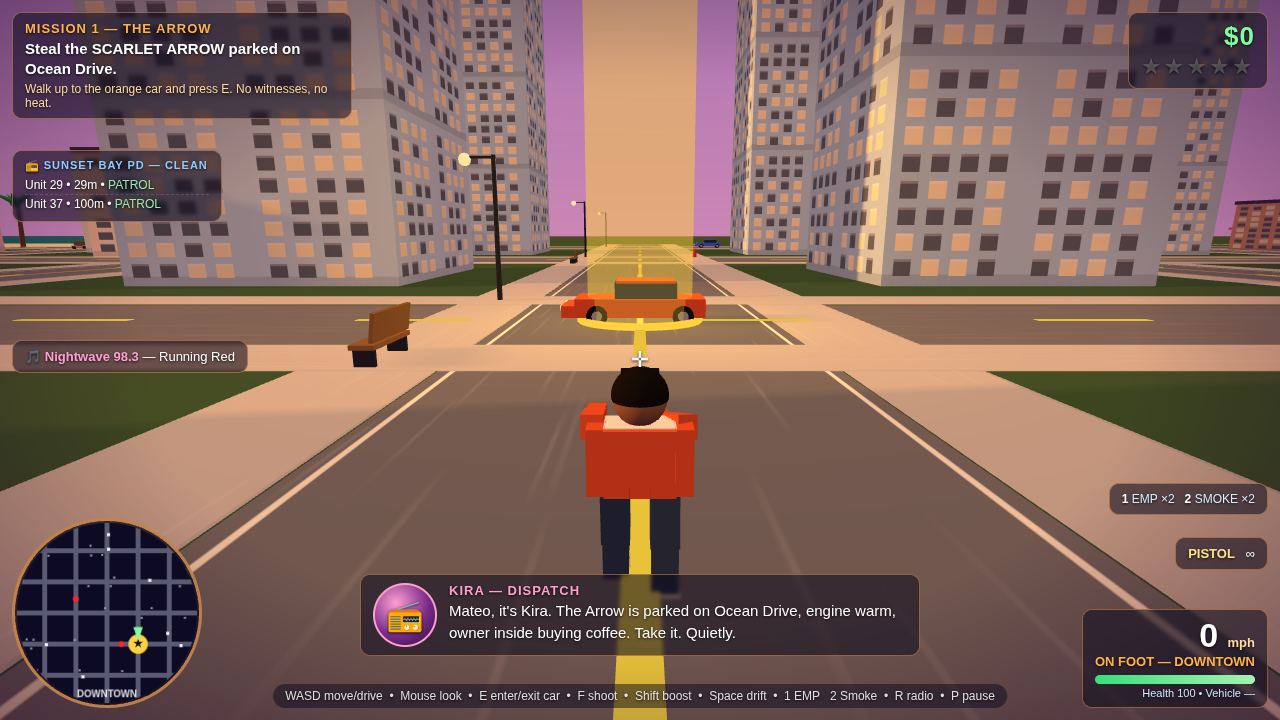 MISSION 1 — THE ARROW
Steal the SCARLET ARROW parked on
Ocean Drive.
Walk up to the orange car and press E. No witnesses, no
heat.
$0
★★★★★
📻 SUNSET BAY PD — CLEAN
Unit 29 • 29m • PATROL
Unit 37 • 100m • PATROL
🎵 Nightwave 98.3 — Running Red
1 EMP ×2 2 SMOKE ×2
PISTOL ∞
KIRA — DISPATCH
Mateo, it's Kira. The Arrow is parked on Ocean Drive, engine warm,
owner inside buying coffee. Take it. Quietly.
0 mph
ON FOOT — DOWNTOWN
Health 100 • Vehicle —
DOWNTOWN
WASD move/drive • Mouse look • E enter/exit car • F shoot • Shift boost • Space drift • 1 EMP 2 Smoke • R radio • P pause